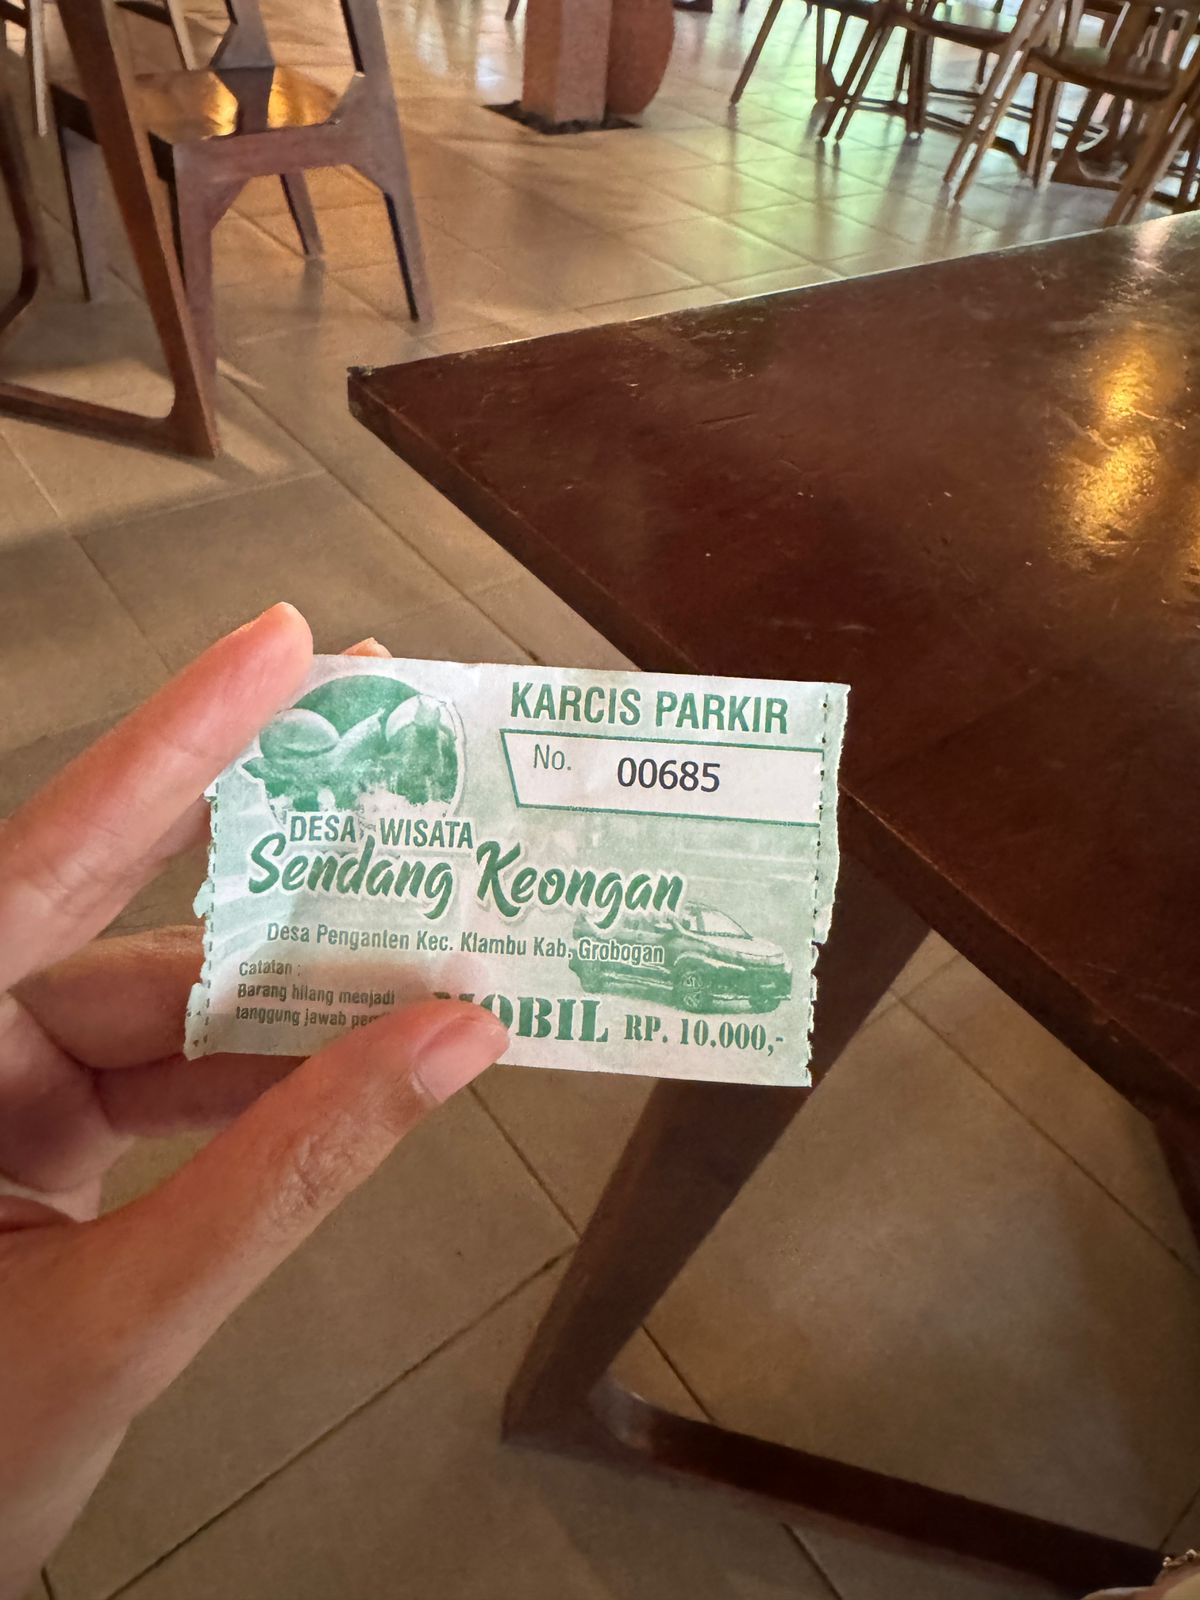 KARCIS PARKIR
No. 00685
DESA WISATA
Sendang Keongan
Desa Penganten Kec. Klambu Kab. Grobogan
Catatan :
Barang hilang menjadi
tanggung jawab
MOBIL RP. 10.000,-